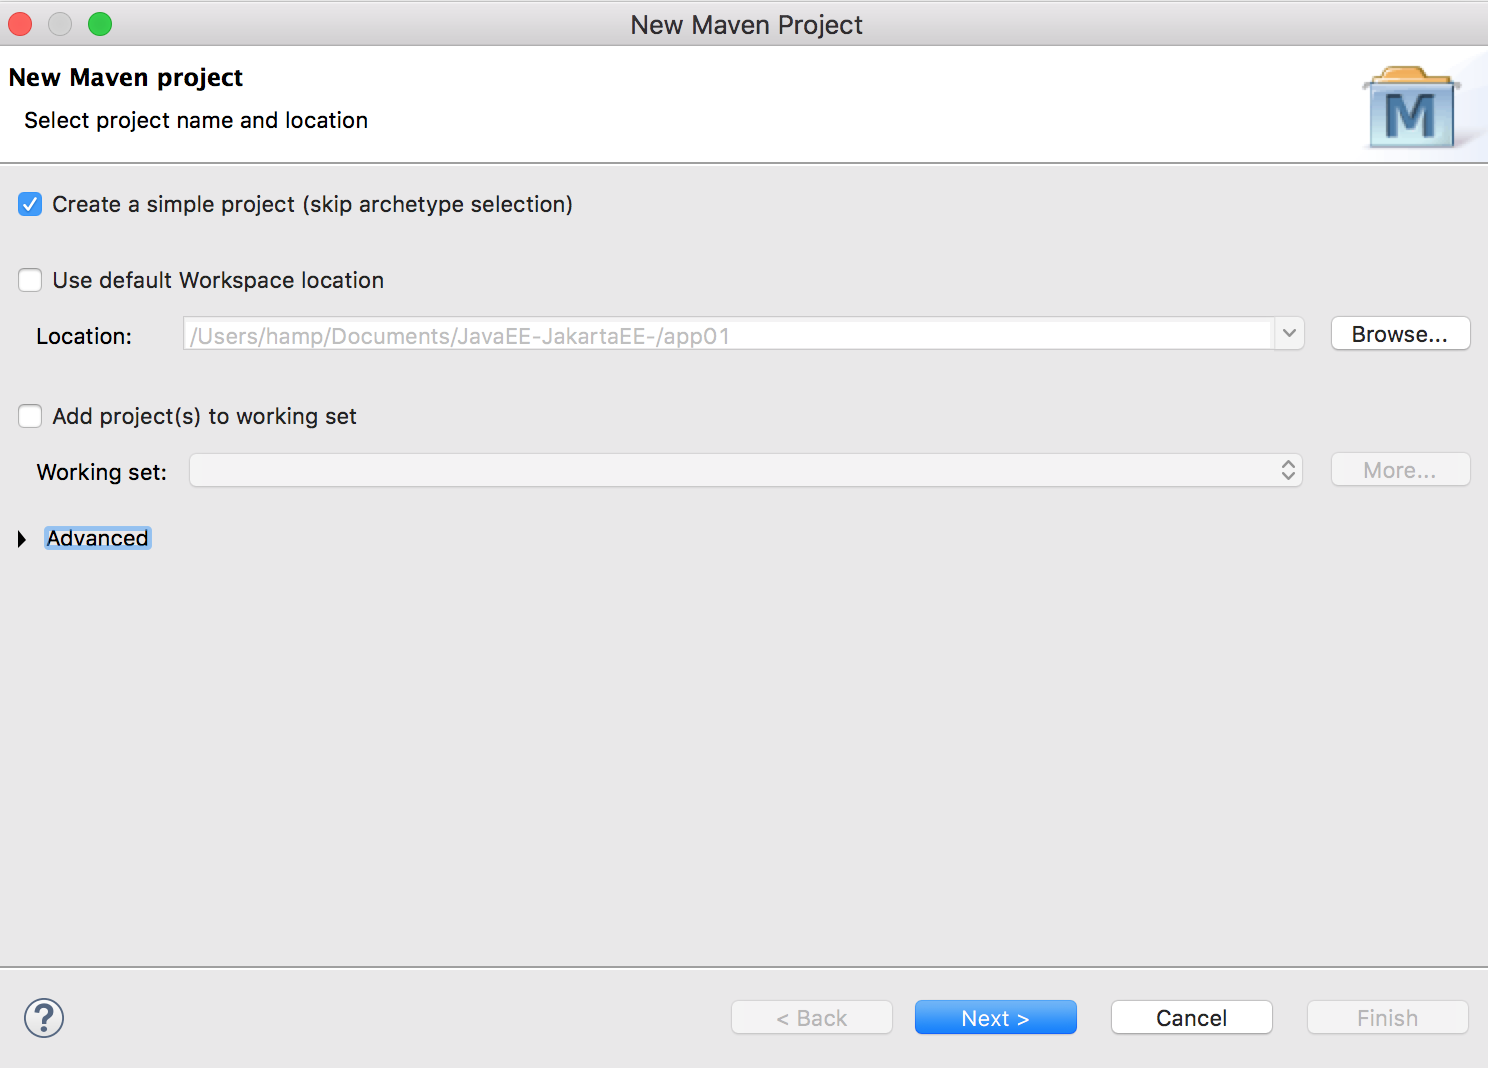 New Maven Project
New Maven project
Select project name and location
M
Create a simple project (skip archetype selection)
Use default Workspace location
Location: /Users/hamp/Documents/JavaEE-JakartaEE-/app01 Browse...
Add project(s) to working set
Working set: More...
Advanced
? < Back Next > Cancel Finish